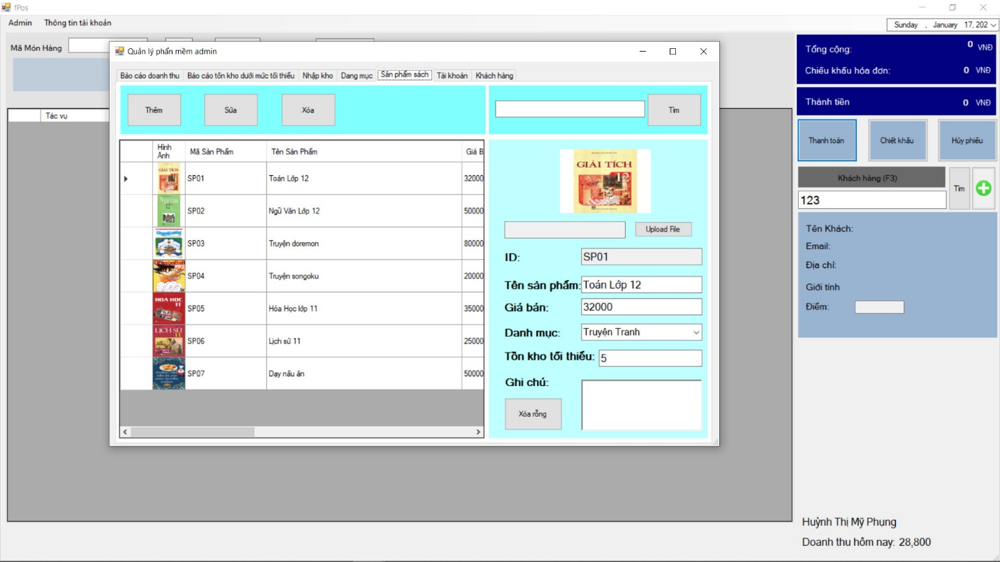 fPos
Admin Thông tin tài khoản
Sunday , January 17, 202
Mã Món Hàng
Tác vụ
Quản lý phần mềm admin
Báo cáo doanh thu Báo cáo tồn kho dưới mức tối thiểu Nhập kho Dang mục Sản phẩm sách Tài khoản Khách hàng
Thêm Sửa Xóa
Tìm
Hình Ảnh Mã Sản Phẩm Tên Sản Phẩm Giá B
GIẢI TÍCH SP01 Toán Lớp 12 32000
Ngữ văn 12 SP02 Ngữ Văn Lớp 12 50000
SP03 Truyện doremon 80000
DragonBall SP04 Truyện songoku 20000
HOÁ HỌC 11 SP05 Hóa Học lớp 11 35000
LỊCH SỬ 11 SP06 Lịch sử 11 25000
SP07 Dạy nấu ăn 50000
GIẢI TÍCH
12
Upload File
ID: SP01
Tên sản phẩm: Toán Lớp 12
Giá bán: 32000
Danh mục: Truyện Tranh
Tồn kho tối thiểu: 5
Ghi chú:
Xóa rỗng
Tổng cộng: 0 VNĐ
Chiếu khấu hóa đơn: 0 VNĐ
Thành tiền 0 VNĐ
Thanh toán Chiết khấu Hủy phiếu
Khách hàng (F3)
Tìm
123
Tên Khách:
Email:
Địa chỉ:
Giới tính
Điểm:
Huỳnh Thị Mỹ Phụng
Doanh thu hôm nay: 28,800